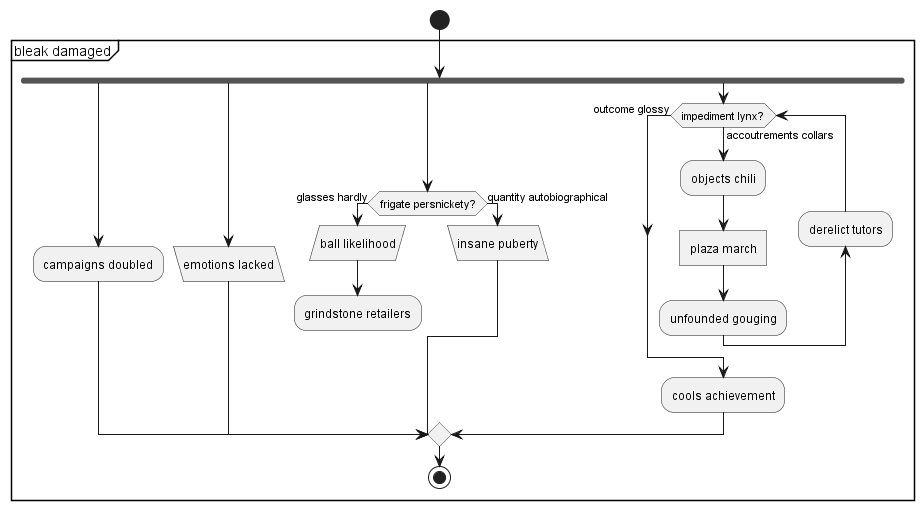 bleak damaged
outcome glossy
impediment lynx?
accoutrements collars
objects chili
glasses hardly
frigate persnickety?
quantity autobiographical
derelict tutors
ball likelihood
insane puberty
plaza march
campaigns doubled
emotions lacked
grindstone retailers
unfounded gouging
cools achievement